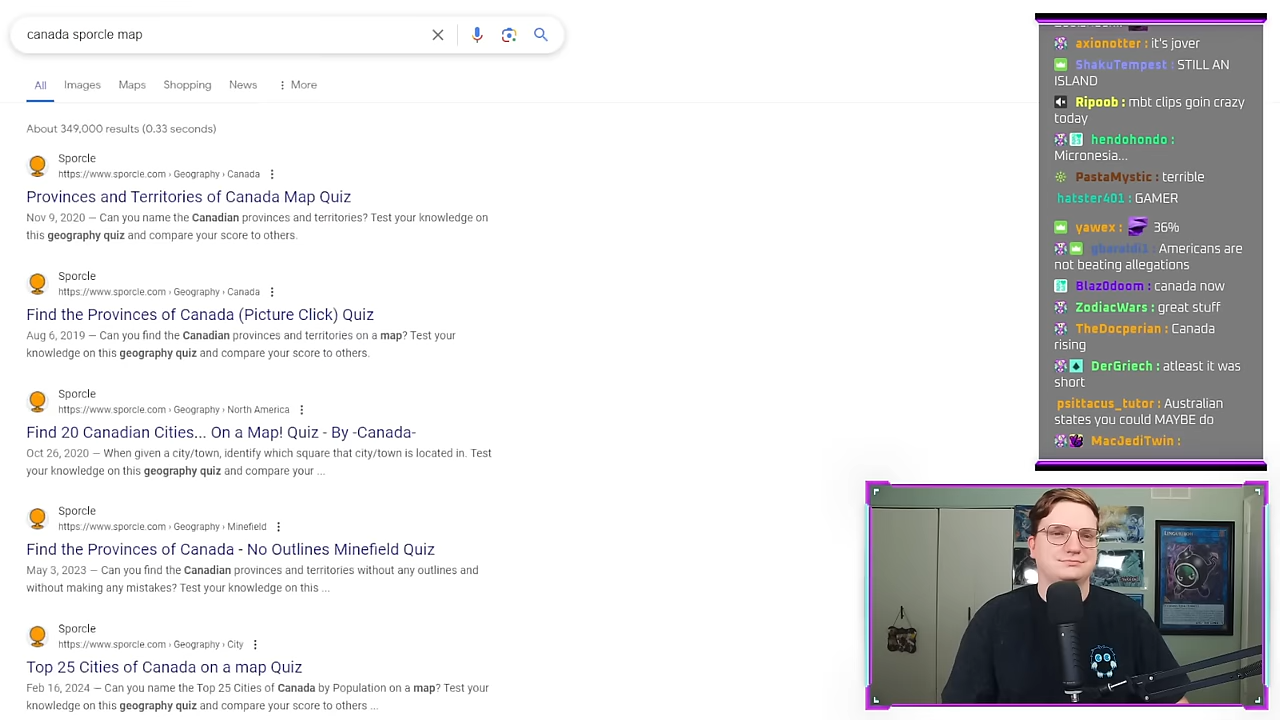 canada sporcle map
All
Images
Maps
Shopping
News
More
About 349,000 results (0.33 seconds)
Sporcle
https://www.sporcle.com › Geography › Canada
Provinces and Territories of Canada Map Quiz
Nov 9, 2020 — Can you name the Canadian provinces and territories? Test your knowledge on
this geography quiz and compare your score to others.
Sporcle
https://www.sporcle.com › Geography › Canada
Find the Provinces of Canada (Picture Click) Quiz
Aug 6, 2019 — Can you find the Canadian provinces and territories on a map? Test your
knowledge on this geography quiz and compare your score to others.
Sporcle
https://www.sporcle.com › Geography › North America
Find 20 Canadian Cities... On a Map! Quiz - By -Canada-
Oct 26, 2020 — When given a city/town, identify which square that city/town is located in. Test
your knowledge on this geography quiz and compare your ...
Sporcle
https://www.sporcle.com › Geography › Minefield
Find the Provinces of Canada - No Outlines Minefield Quiz
May 3, 2023 — Can you find the Canadian provinces and territories without any outlines and
without making any mistakes? Test your knowledge on this ...
Sporcle
https://www.sporcle.com › Geography › City
Top 25 Cities of Canada on a map Quiz
Feb 16, 2024 — Can you name the Top 25 Cities of Canada by Population on a map? Test your
knowledge on this geography quiz and compare your score to others ...
axionotter : it's jover
ShakuTempest : STILL AN
ISLAND
Ripoob : mbt clips goin crazy
today
hendohondo :
Micronesia...
PastaMystic : terrible
hatster401 : GAMER
yawex : 36%
Americans are
not beating allegations
Blaz0doom : canada now
ZodiacWars : great stuff
TheDocperian : Canada
rising
DerGriech : atleast it was
short
psittacus_tutor : Australian
states you could MAYBE do
MacJediTwin :